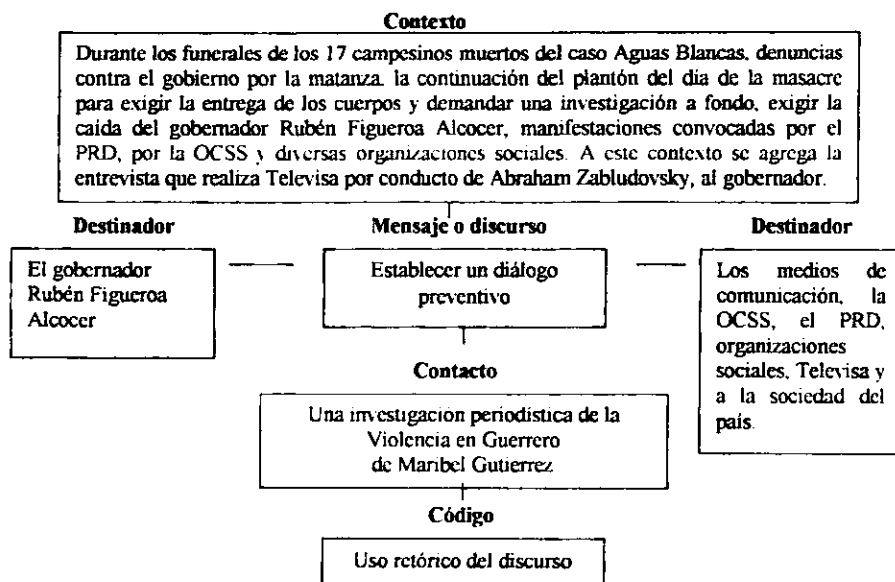 Contexto
Durante los funerales de los 17 campesinos muertos del caso Aguas Blancas, denuncias
contra el gobierno por la matanza, la continuación del plantón del día de la masacre
para exigir la entrega de los cuerpos y demandar una investigación a fondo, exigir la
caída del gobernador Rubén Figueroa Alcocer, manifestaciones convocadas por el
PRD, por la OCSS y diversas organizaciones sociales. A este contexto se agrega la
entrevista que realiza Televisa por conducto de Abraham Zabludovsky, al gobernador.
Destinador
Mensaje o discurso
Destinador
El gobernador
Rubén Figueroa
Alcocer
Establecer un diálogo
preventivo
Los medios de
comunicación, la
OCSS, el PRD,
organizaciones
sociales, Televisa y
a la sociedad del
país.
Contacto
Una investigación periodística de la
Violencia en Guerrero
de Maribel Gutierrez
Código
Uso retórico del discurso